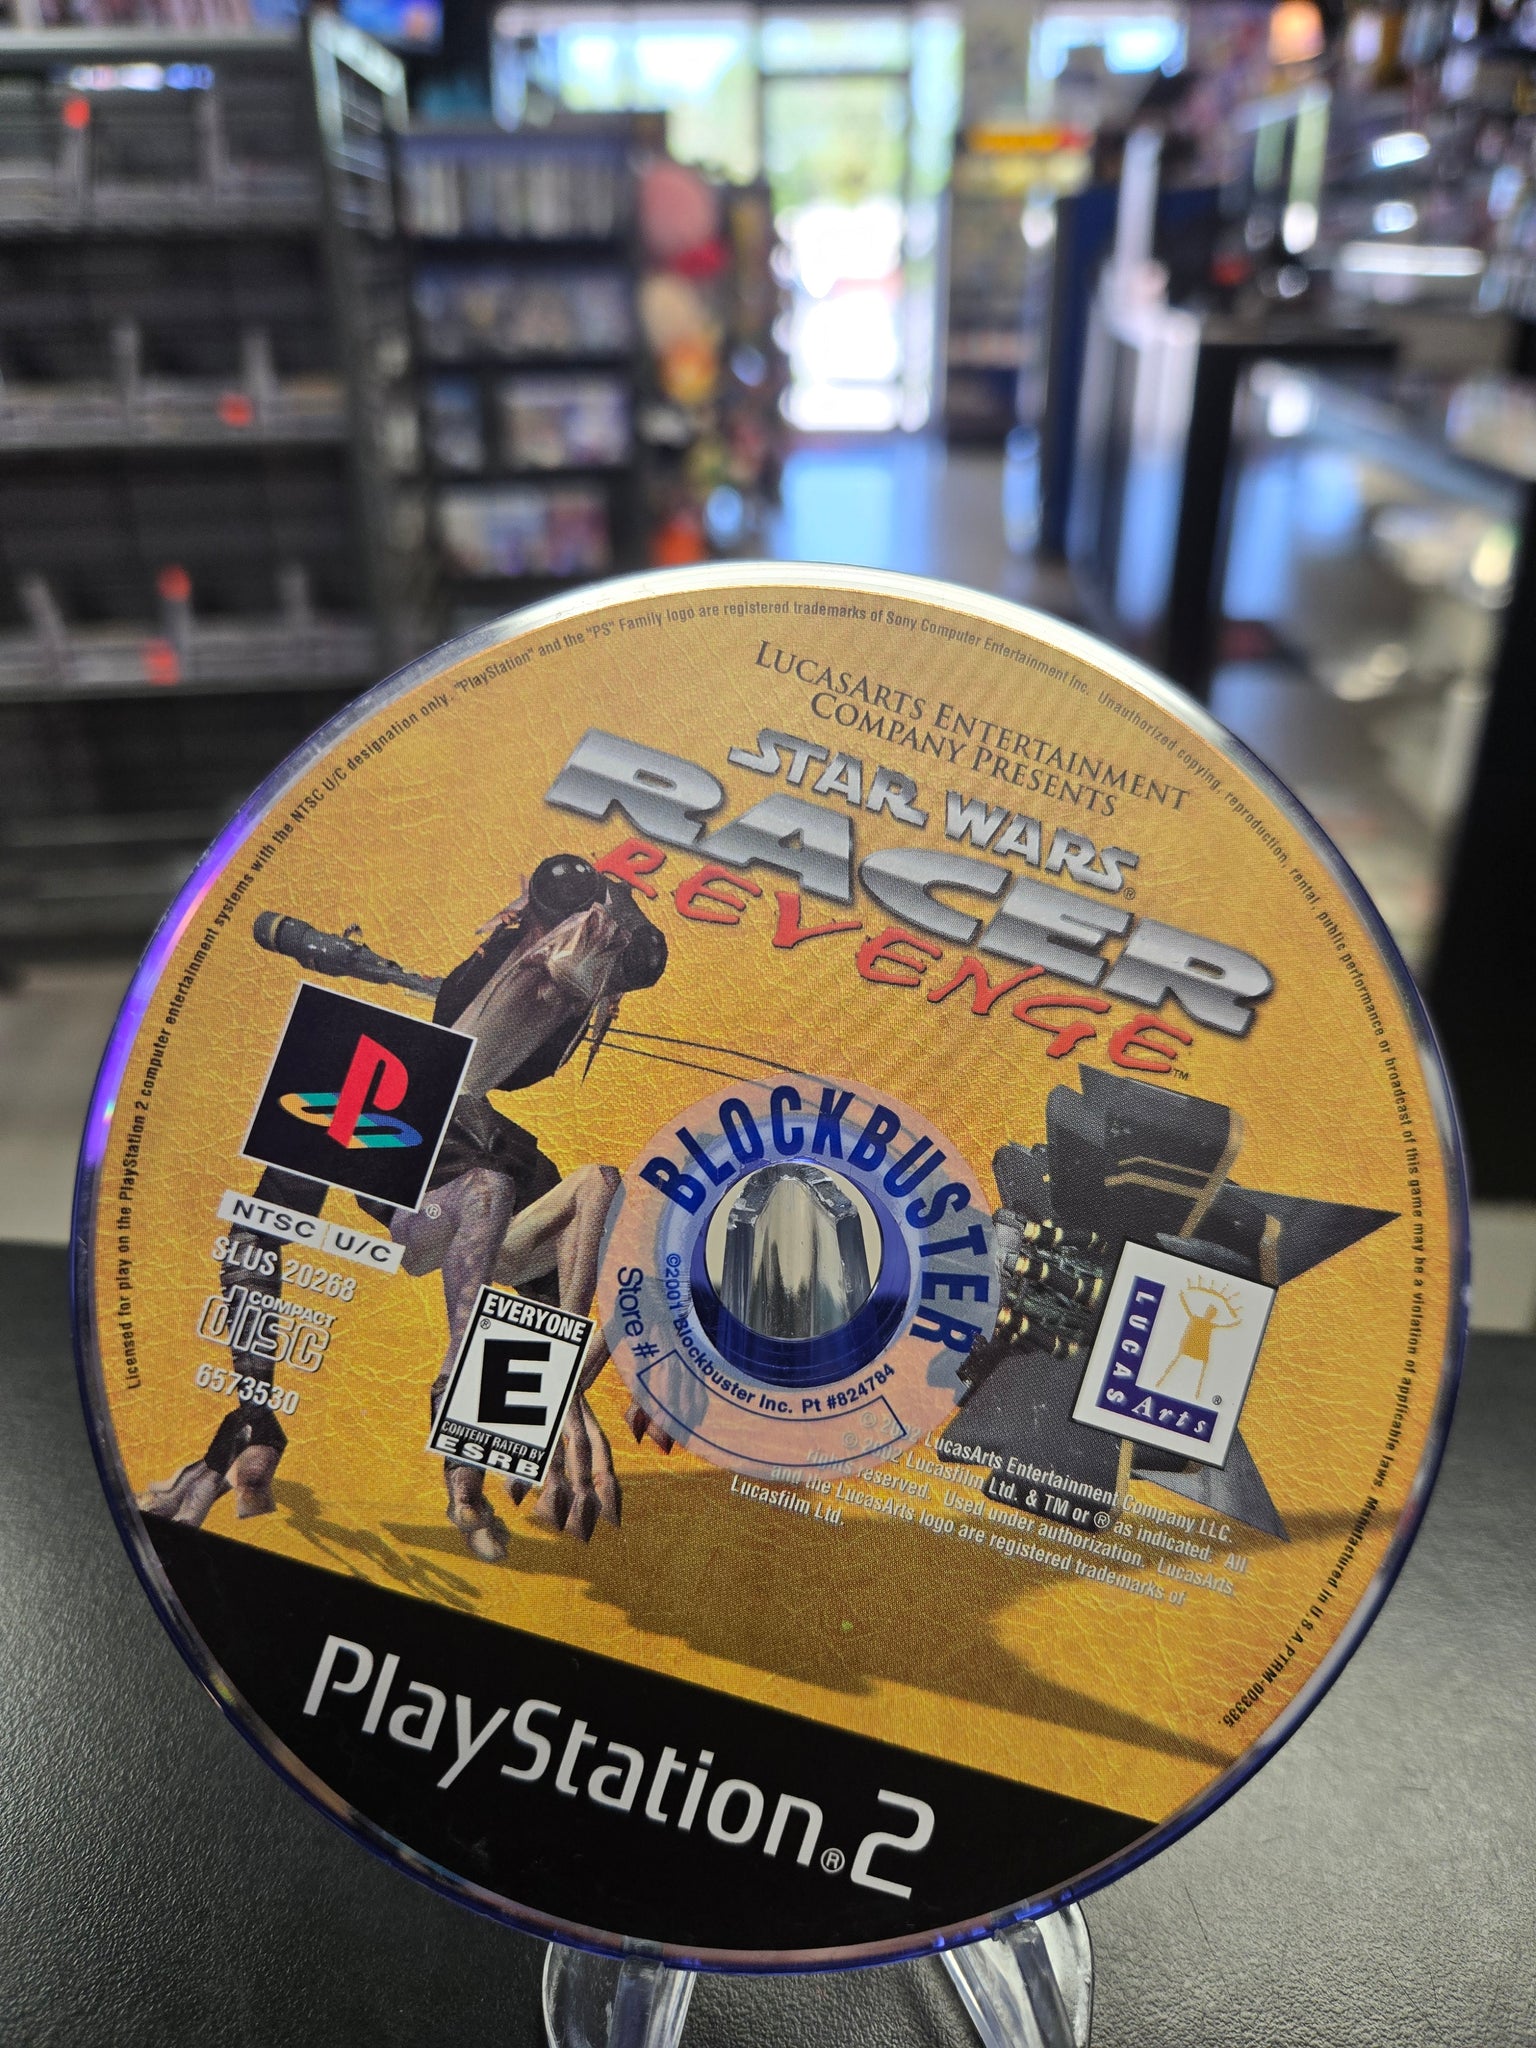 Licensed for play on the PlayStation 2 computer entertainment systems with the NTSC U/C designation only. "PlayStation" and the "PS" Family logo are registered trademarks of Sony Computer Entertainment Inc. Unauthorized copying, reproduction, rental, public performance or broadcast of this game may be a violation of applicable laws. Manufactured in U.S.A. PTRM-003335.
LUCASARTS ENTERTAINMENT
COMPANY PRESENTS
STAR WARS®
RACER
REVENGE™
®
NTSC U/C
SLUS 20268
COMPACT
disc
6573530
EVERYONE
®
E
CONTENT RATED BY
ESRB
BLOCKBUSTER
©2001 Blockbuster Inc. Pt #824784
Store #
LUCAS
Arts
®
© 2002 LucasArts Entertainment Company LLC.
© 2002 Lucasfilm Ltd. & TM or ® as indicated. All
rights reserved. Used under authorization. LucasArts
and the LucasArts logo are registered trademarks of
Lucasfilm Ltd.
PlayStation®2